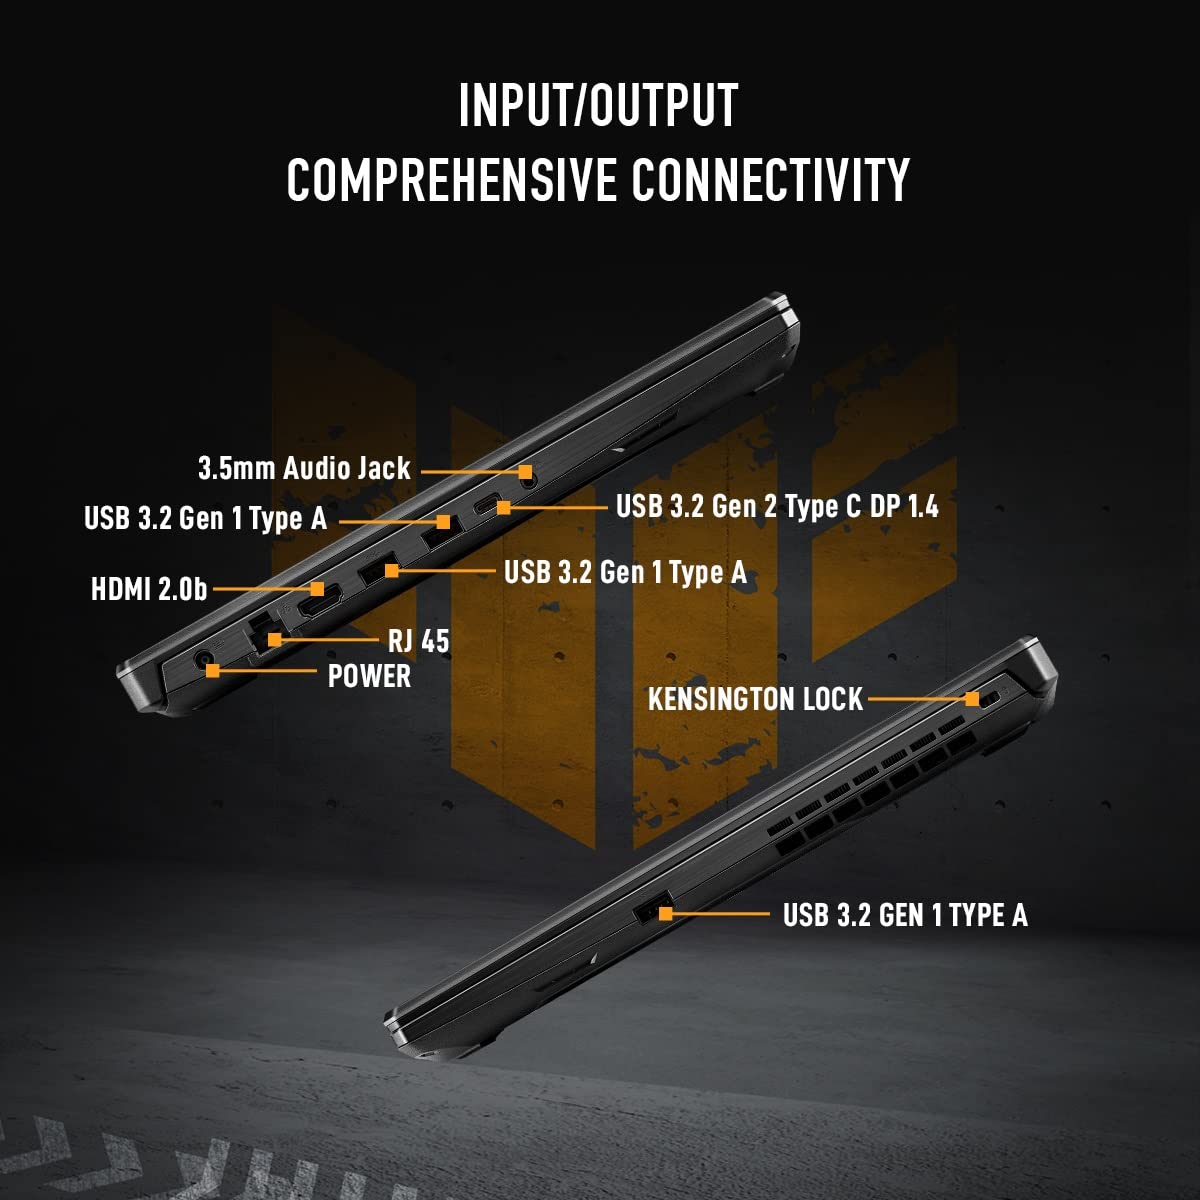 INPUT/OUTPUT
COMPREHENSIVE CONNECTIVITY
3.5mm Audio Jack
USB 3.2 Gen 2 Type C DP 1.4
USB 3.2 Gen 1 Type A
USB 3.2 Gen 1 Type A
HDMI 2.0b
RJ 45
POWER
KENSINGTON LOCK
USB 3.2 GEN 1 TYPE A